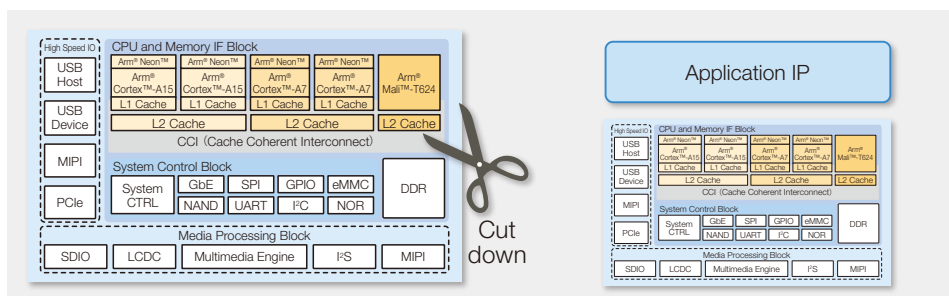 High Speed IO
USB
Host
USB
Device
MIPI
PCIe
CPU and Memory IF Block
Arm® Neon™ Arm® Neon™ Arm® Neon™ Arm® Neon™
Arm® Arm® Arm® Arm® Arm®
Cortex™-A15 Cortex™-A15 Cortex™-A7 Cortex™-A7 Mali™-T624
L1 Cache L1 Cache L1 Cache L1 Cache
L2 Cache L2 Cache L2 Cache
CCI (Cache Coherent Interconnect)
System Control Block
System
CTRL
GbE SPI GPIO eMMC
NAND UART I²C NOR
DDR
Media Processing Block
SDIO LCDC Multimedia Engine I²S MIPI
Cut
down
Application IP
High Speed IO
USB
Host
USB
Device
MIPI
PCIe
CPU and Memory IF Block
Arm® Neon™ Arm® Neon™ Arm® Neon™ Arm® Neon™
Arm® Arm® Arm® Arm® Arm®
Cortex™-A15 Cortex™-A15 Cortex™-A7 Cortex™-A7 Mali™-T624
L1 Cache L1 Cache L1 Cache L1 Cache
L2 Cache L2 Cache L2 Cache
CCI (Cache Coherent Interconnect)
System Control Block
System
CTRL
GbE SPI GPIO eMMC
NAND UART I²C NOR
DDR
Media Processing Block
SDIO LCDC Multimedia Engine I²S MIPI